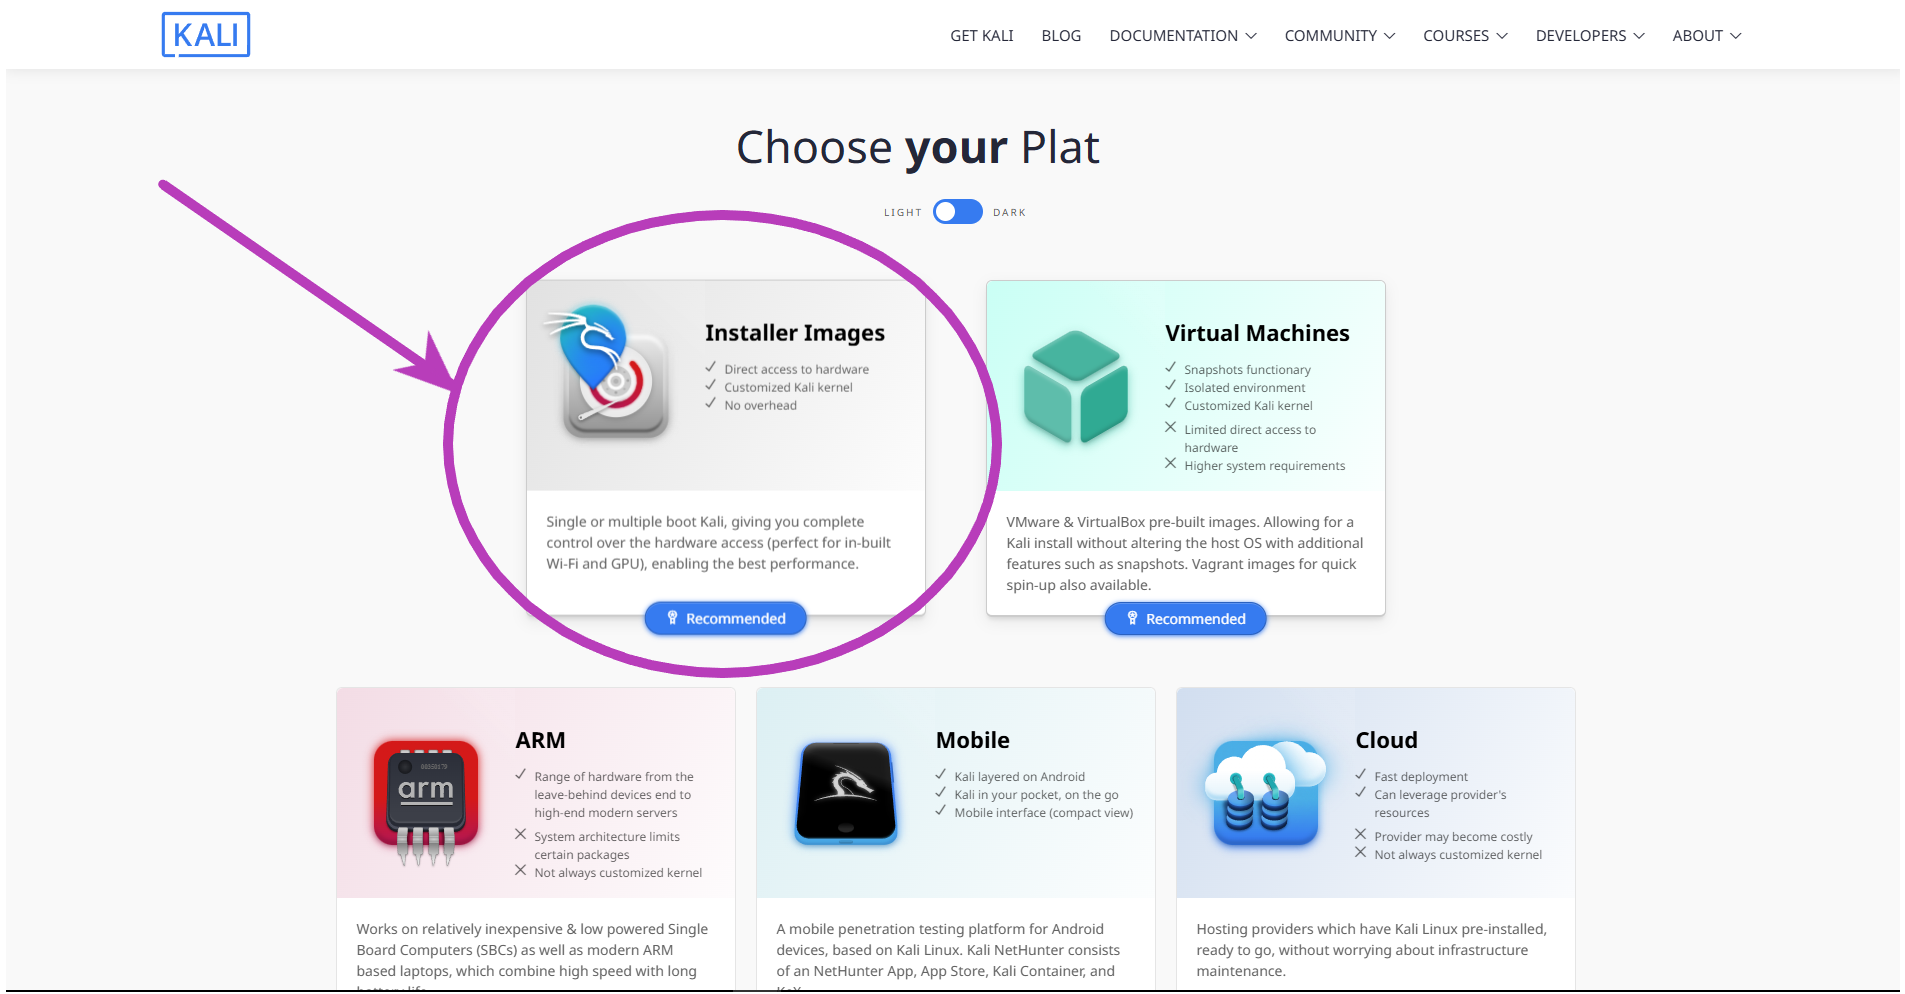 KALI
GET KALI
BLOG
DOCUMENTATION
COMMUNITY
COURSES
DEVELOPERS
ABOUT
Choose your Plat
LIGHT
DARK
Installer Images
Direct access to hardware
Customized Kali kernel
No overhead
Single or multiple boot Kali, giving you complete
control over the hardware access (perfect for in-built
Wi-Fi and GPU), enabling the best performance.
Recommended
Virtual Machines
Snapshots functionary
Isolated environment
Customized Kali kernel
Limited direct access to
hardware
Higher system requirements
VMware & VirtualBox pre-built images. Allowing for a
Kali install without altering the host OS with additional
features such as snapshots. Vagrant images for quick
spin-up also available.
Recommended
arm
ARM
Range of hardware from the
leave-behind devices end to
high-end modern servers
System architecture limits
certain packages
Not always customized kernel
Works on relatively inexpensive & low powered Single
Board Computers (SBCs) as well as modern ARM
based laptops, which combine high speed with long
Mobile
Kali layered on Android
Kali in your pocket, on the go
Mobile interface (compact view)
A mobile penetration testing platform for Android
devices, based on Kali Linux. Kali NetHunter consists
of an NetHunter App, App Store, Kali Container, and
Cloud
Fast deployment
Can leverage provider's
resources
Provider may become costly
Not always customized kernel
Hosting providers which have Kali Linux pre-installed,
ready to go, without worrying about infrastructure
maintenance.